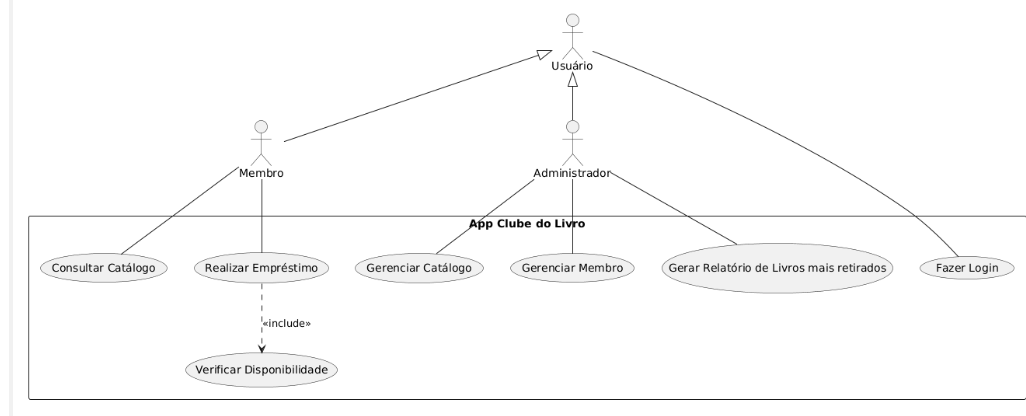 Usuário
Membro
Administrador
App Clube do Livro
Consultar Catálogo
Realizar Empréstimo
Gerenciar Catálogo
Gerenciar Membro
Gerar Relatório de Livros mais retirados
Fazer Login
«include»
Verificar Disponibilidade